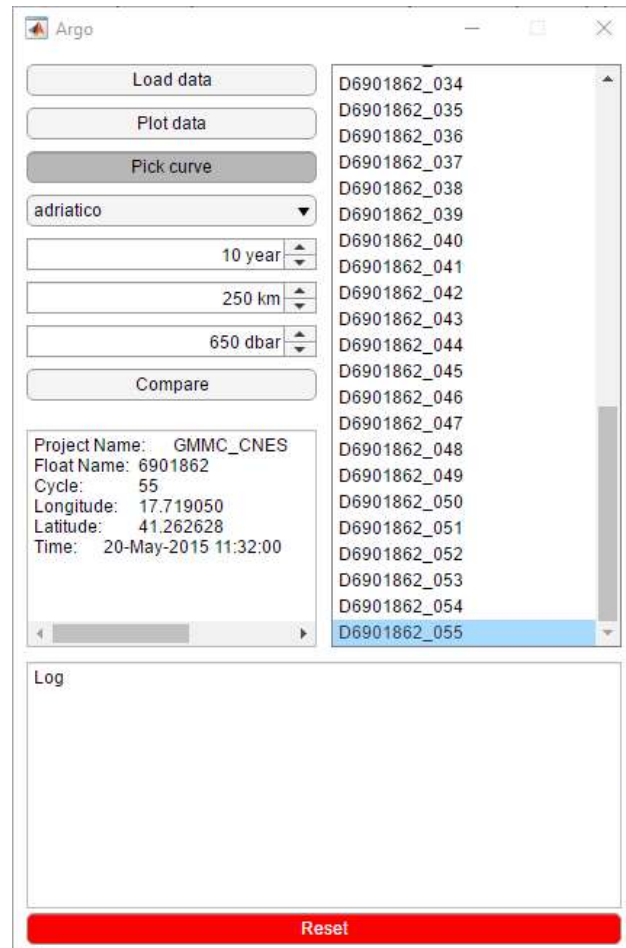 Argo
Load data
Plot data
Pick curve
adriatico
10 year
250 km
650 dbar
Compare
Project Name: GMMC_CNES
Float Name: 6901862
Cycle: 55
Longitude: 17.719050
Latitude: 41.262628
Time: 20-May-2015 11:32:00
D6901862_034
D6901862_035
D6901862_036
D6901862_037
D6901862_038
D6901862_039
D6901862_040
D6901862_041
D6901862_042
D6901862_043
D6901862_044
D6901862_045
D6901862_046
D6901862_047
D6901862_048
D6901862_049
D6901862_050
D6901862_051
D6901862_052
D6901862_053
D6901862_054
D6901862_055
Log
Reset